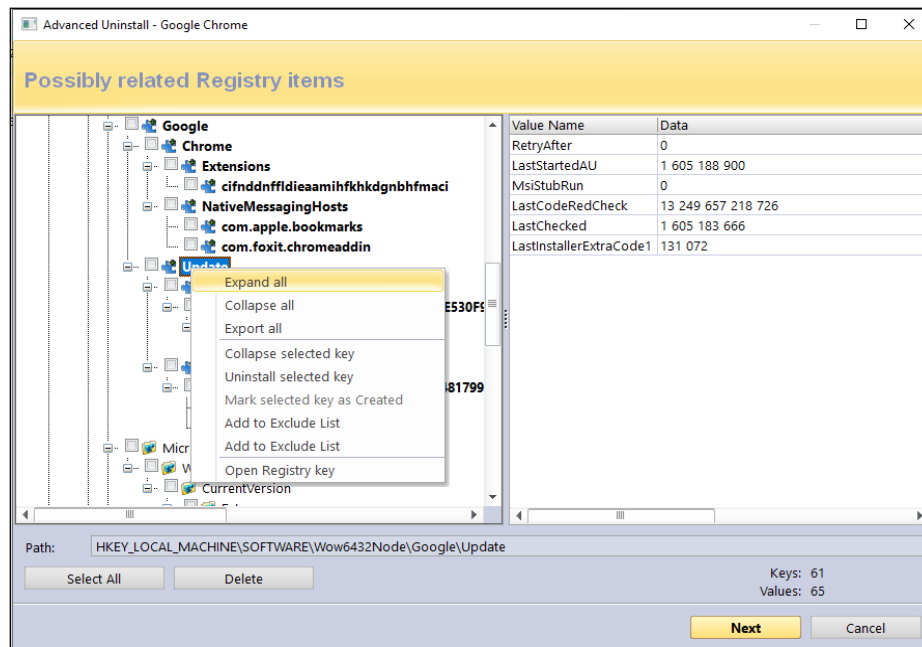 Advanced Uninstall - Google Chrome
Possibly related Registry items
Google
Chrome
Extensions
cifnddnffldieaamihfkhkdgnbhfmaci
NativeMessagingHosts
com.apple.bookmarks
com.foxit.chromeaddin
Update
Expand all
Collapse all
Export all
Collapse selected key
Uninstall selected key
Mark selected key as Created
Add to Exclude List
Add to Exclude List
Open Registry key
E530F9
481799
Micr
W
CurrentVersion
Value Name Data
RetryAfter 0
LastStartedAU 1 605 188 900
MsiStubRun 0
LastCodeRedCheck 13 249 657 218 726
LastChecked 1 605 183 666
LastInstallerExtraCode1 131 072
Path: HKEY_LOCAL_MACHINE\SOFTWARE\Wow6432Node\Google\Update
Select All Delete
Keys: 61
Values: 65
Next Cancel